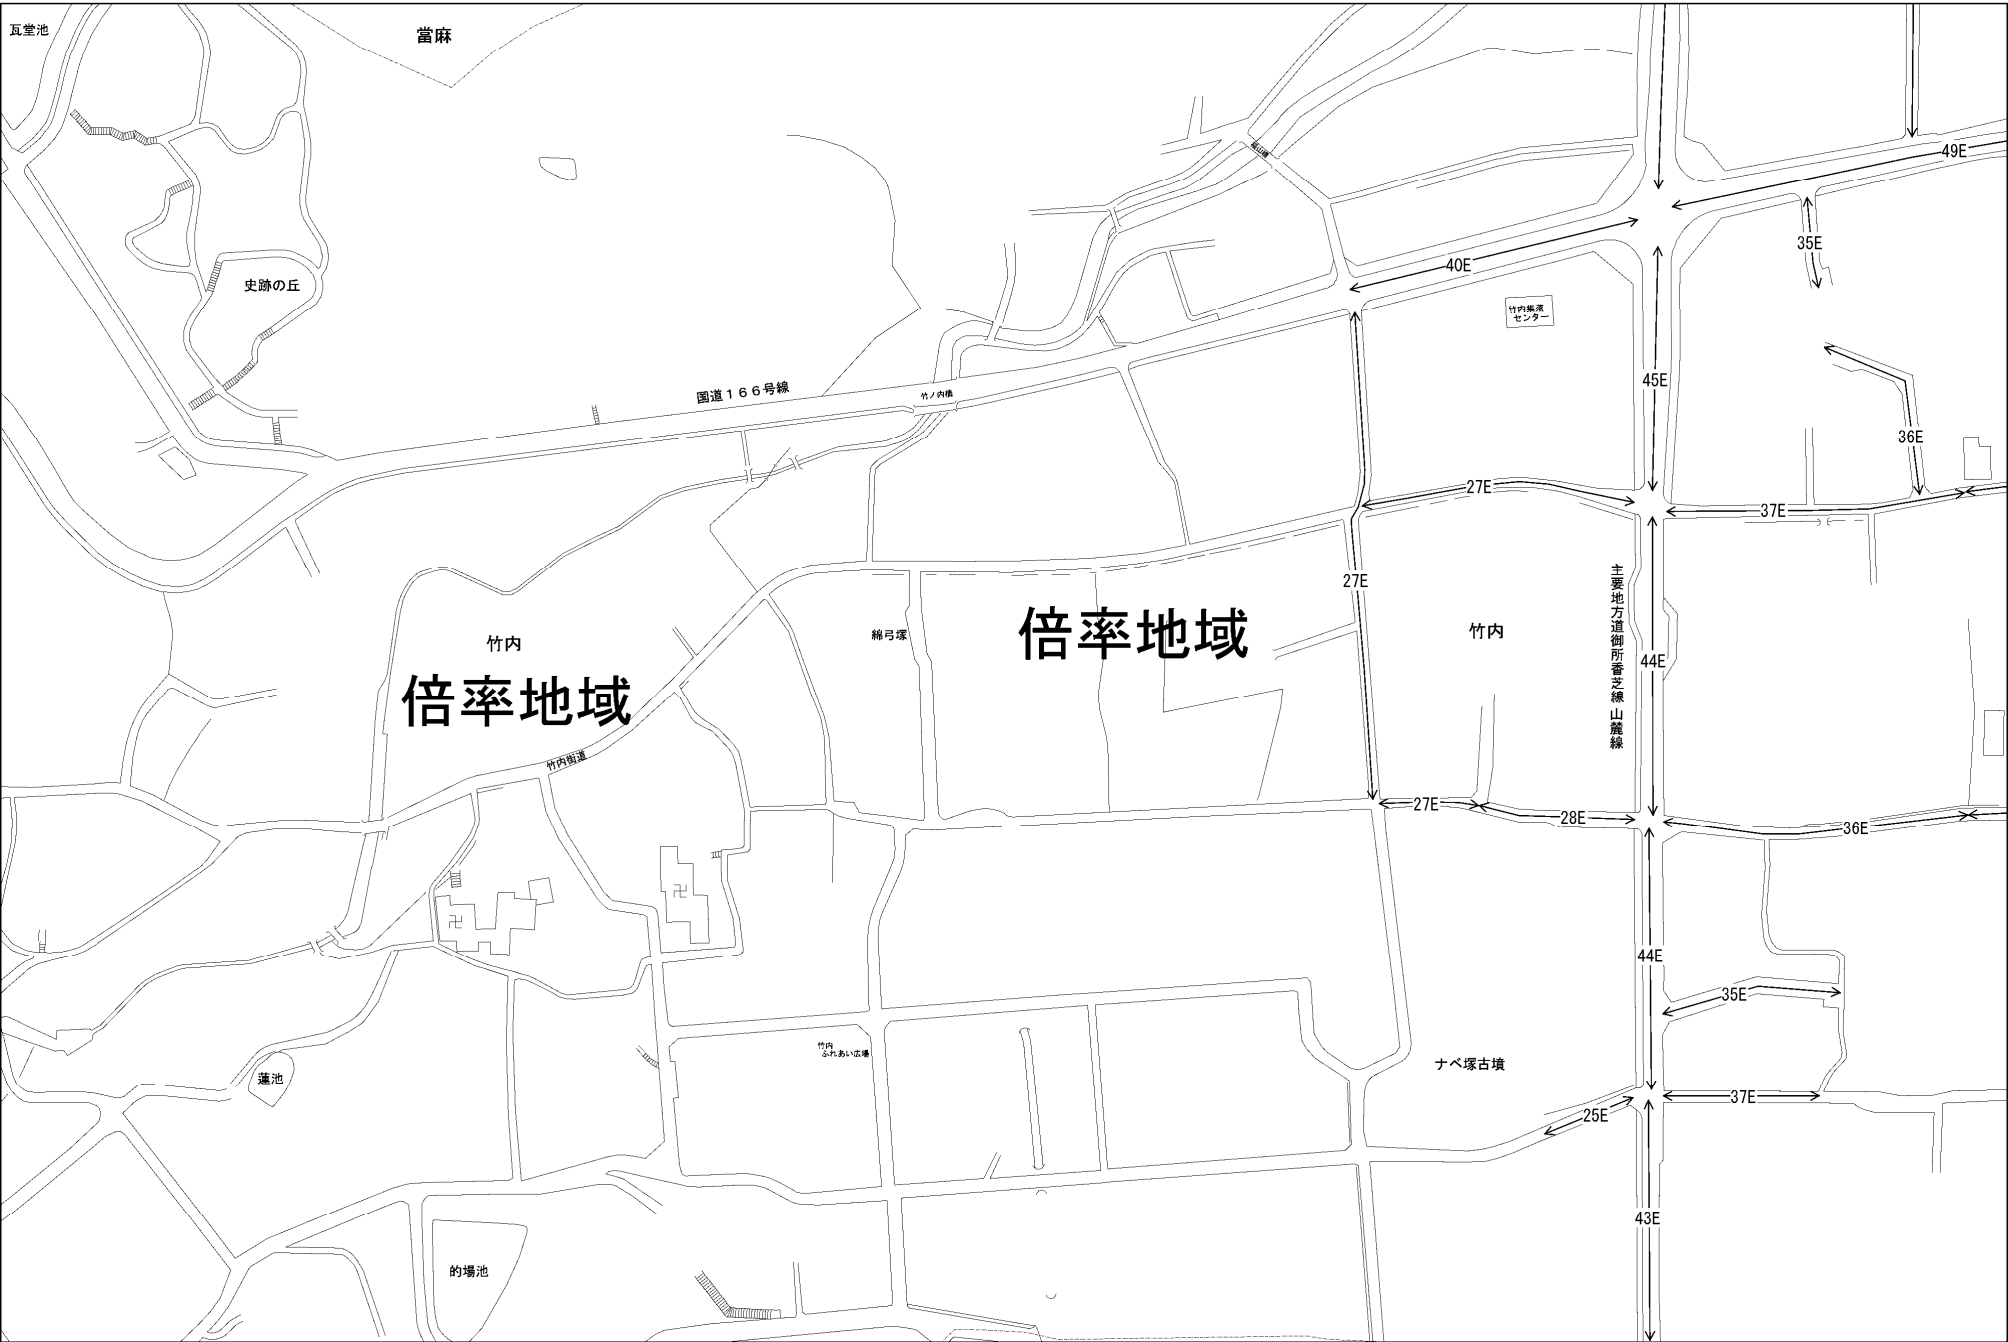 瓦堂池
當麻
49E
35E
史跡の丘
40E
竹内集落
センター
45E
国道１６６号線
竹ノ内橋
36E
27E
37E
27E
主要地方道御所香芝線 山麓線
竹内
倍率地域
綿弓塚
倍率地域
竹内
44E
竹内街道
27E
28E
36E
44E
35E
竹内
ふれあい広場
ナベ塚古墳
蓮池
37E
25E
43E
的場池